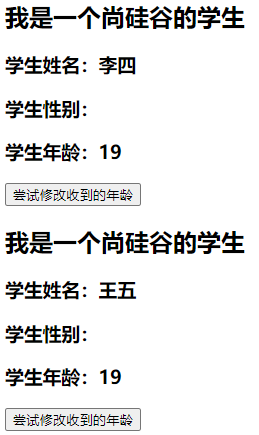 我是一个尚硅谷的学生
学生姓名：李四
学生性别：
学生年龄：19
尝试修改收到的年龄
我是一个尚硅谷的学生
学生姓名：王五
学生性别：
学生年龄：19
尝试修改收到的年龄